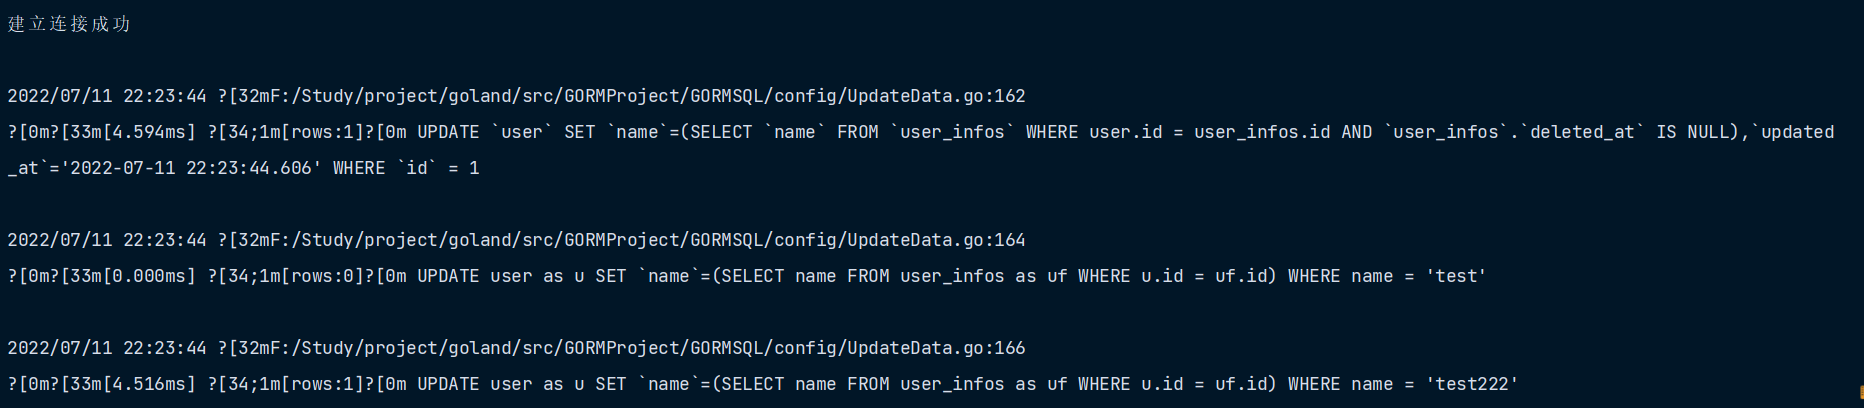 建立连接成功
2022/07/11 22:23:44 ?[32mF:/Study/project/goland/src/GORMProject/GORMSQL/config/UpdateData.go:162
?[0m?[33m[4.594ms] ?[34;1m[rows:1]?[0m UPDATE `user` SET `name`=(SELECT `name` FROM `user_infos` WHERE user.id = user_infos.id AND `user_infos`.`deleted_at` IS NULL),`updated
_at`='2022-07-11 22:23:44.606' WHERE `id` = 1
2022/07/11 22:23:44 ?[32mF:/Study/project/goland/src/GORMProject/GORMSQL/config/UpdateData.go:164
?[0m?[33m[0.000ms] ?[34;1m[rows:0]?[0m UPDATE user as u SET `name`=(SELECT name FROM user_infos as uf WHERE u.id = uf.id) WHERE name = 'test'
2022/07/11 22:23:44 ?[32mF:/Study/project/goland/src/GORMProject/GORMSQL/config/UpdateData.go:166
?[0m?[33m[4.516ms] ?[34;1m[rows:1]?[0m UPDATE user as u SET `name`=(SELECT name FROM user_infos as uf WHERE u.id = uf.id) WHERE name = 'test222'